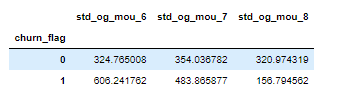 std_og_mou_6 std_og_mou_7 std_og_mou_8
churn_flag
0 324.765008 354.036782 320.974319
1 606.241762 483.865877 156.794562